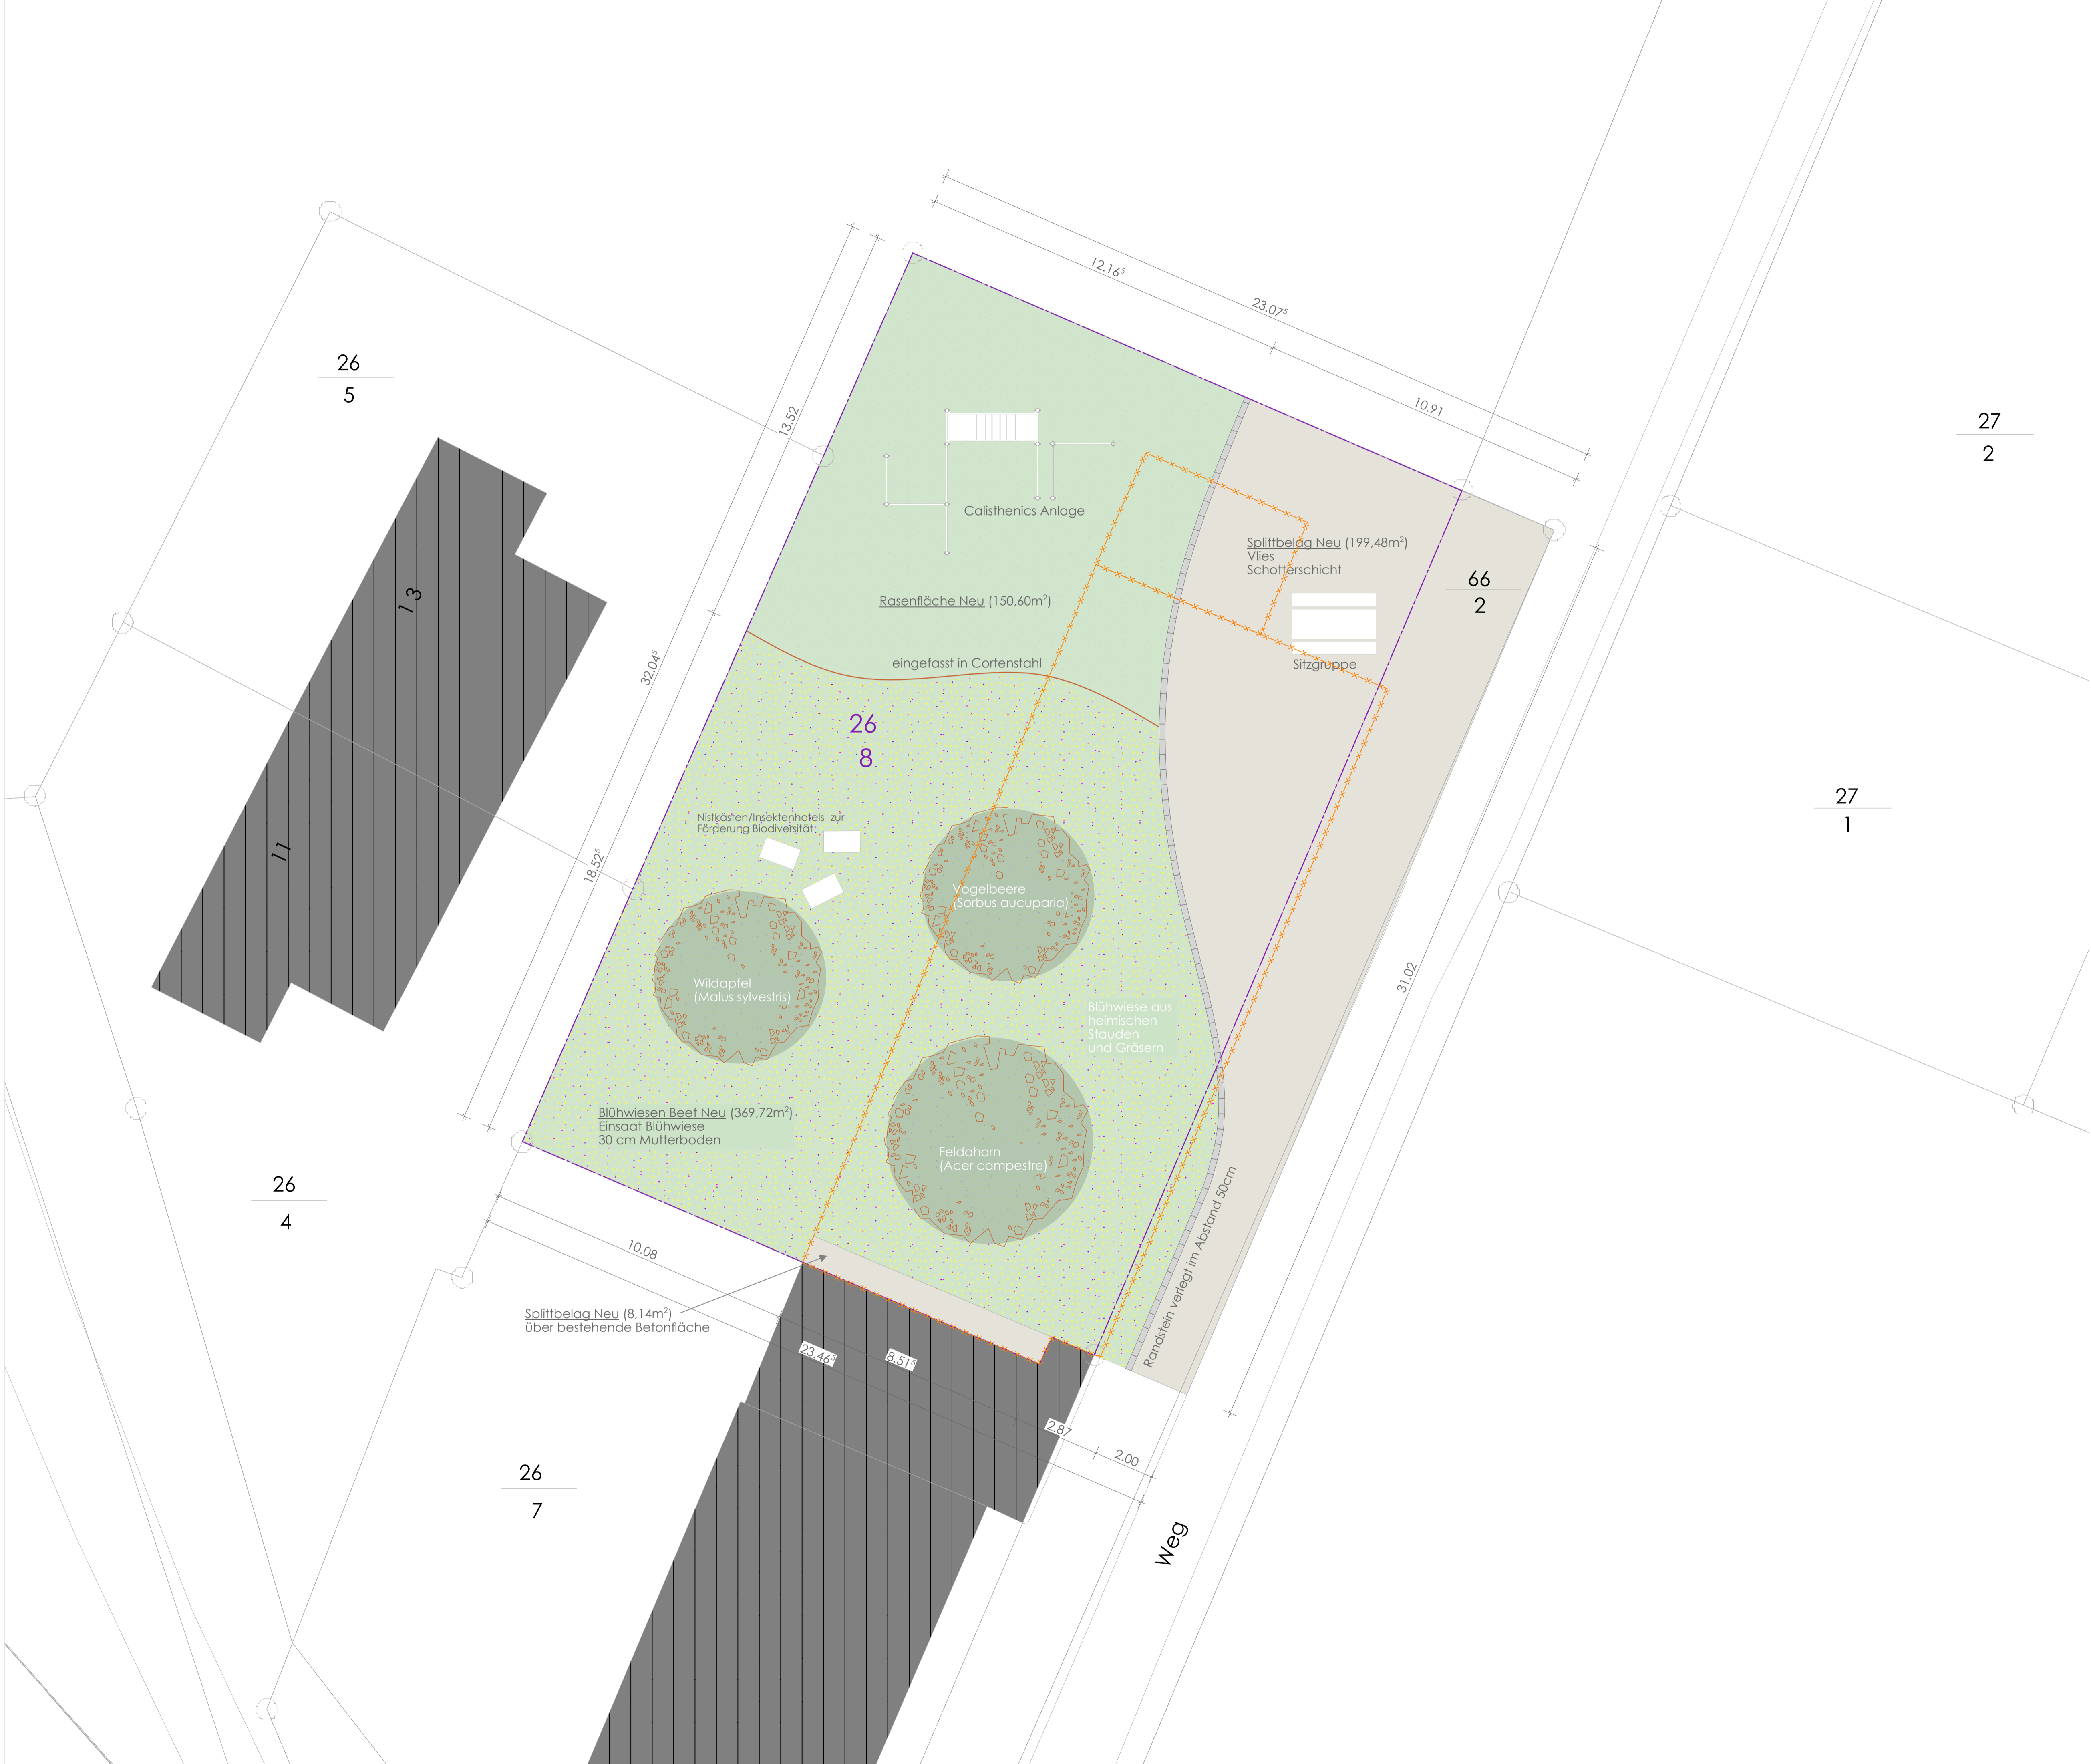 12.16⁵
23.07⁵
10.91
26
5
27
2
13.52
Calisthenics Anlage
Splittbelag Neu (199,48m²)
Vlies
Schotterschicht
66
2
13
Rasenfläche Neu (150,60m²)
eingefasst in Cortenstahl
Sitzgruppe
32.04⁵
26
8
27
1
Nistkästen/Insektenhotels zur
Förderung Biodiversität:
11
18.52⁵
Vogelbeere
(Sorbus aucuparia)
Wildapfel
(Malus sylvestris)
31.02
Blühwiese aus
heimischen
Stauden
und Gräsern
Blühwiesen Beet Neu (369,72m²)
Einsaat Blühwiese
30 cm Mutterboden
Feldahorn
(Acer campestre)
26
4
Randstein verlegt im Abstand 50cm
10.08
Splittbelag Neu (8,14m²)
über bestehende Betonfläche
23.46⁵
8.51⁵
2.87
2.00
26
7
Weg